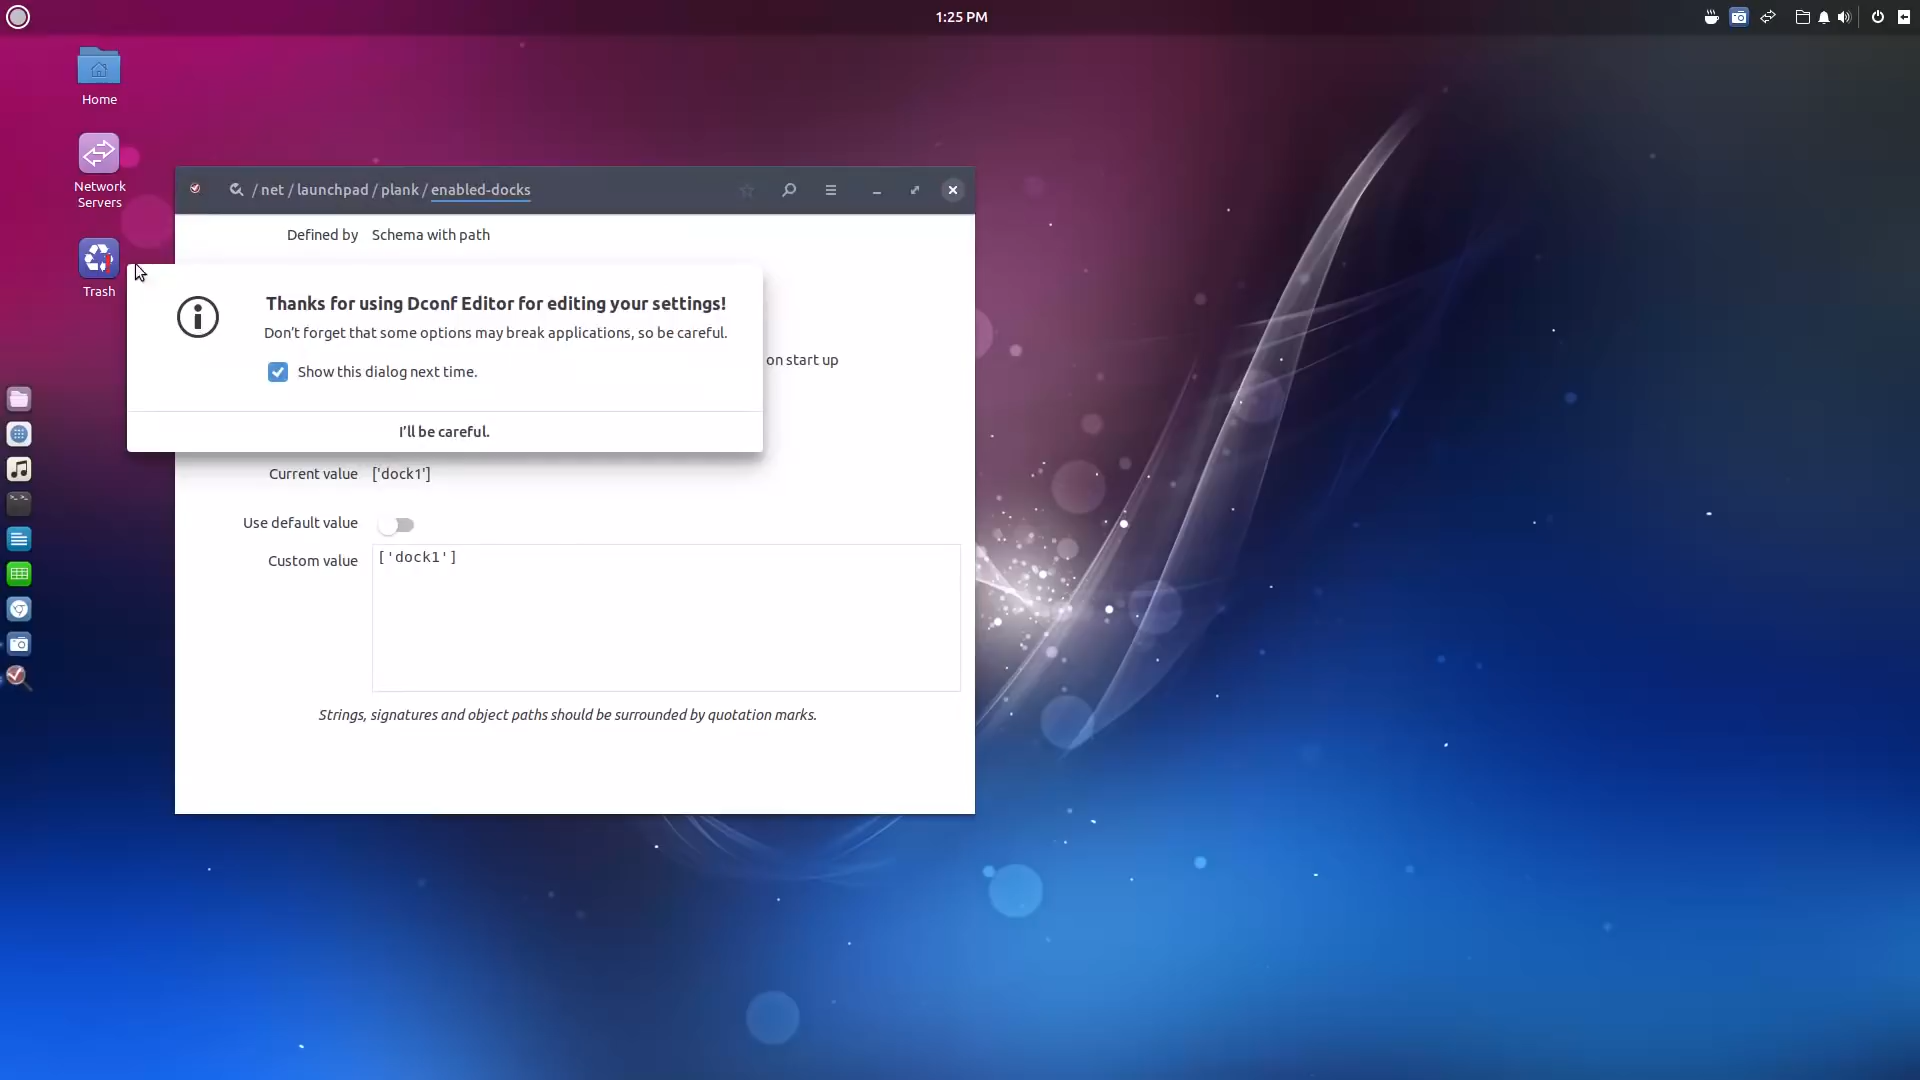 1:25 PM
Home
Network
Servers
Trash
/ net / launchpad / plank / enabled-docks
Defined by Schema with path
Thanks for using Dconf Editor for editing your settings!
Don't forget that some options may break applications, so be careful.
on start up
Show this dialog next time.
I'll be careful.
Current value ['dock1']
Use default value
Custom value ['dock1']
Strings, signatures and object paths should be surrounded by quotation marks.